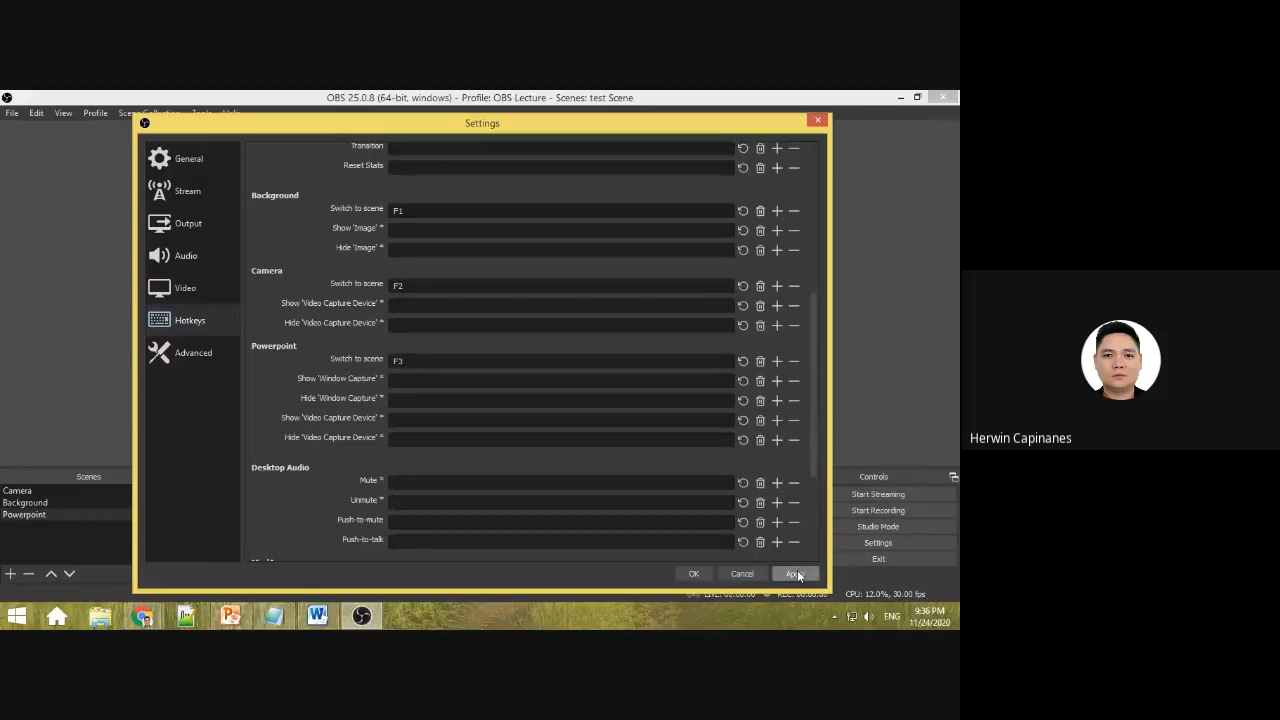 OBS 25.0.8 (64-bit, windows) - Profile: OBS Lecture - Scenes: test Scene
File Edit View Profile
Settings
General
Stream
Output
Audio
Video
Hotkeys
Advanced
Transition
Reset Stats
Background
Switch to scene F1
Show 'Image' *
Hide 'Image' *
Camera
Switch to scene F2
Show 'Video Capture Device' *
Hide 'Video Capture Device' *
Powerpoint
Switch to scene F3
Show 'Window Capture' *
Hide 'Window Capture' *
Show 'Video Capture Device' *
Hide 'Video Capture Device' *
Desktop Audio
Mute *
Unmute *
Push-to-mute
Push-to-talk
OK Cancel
Scenes
Camera
Background
Powerpoint
Controls
Start Streaming
Start Recording
Studio Mode
Settings
Exit
CPU: 12.0%, 30.00 fps
ENG
9:36 PM
11/24/2020
Herwin Capinanes